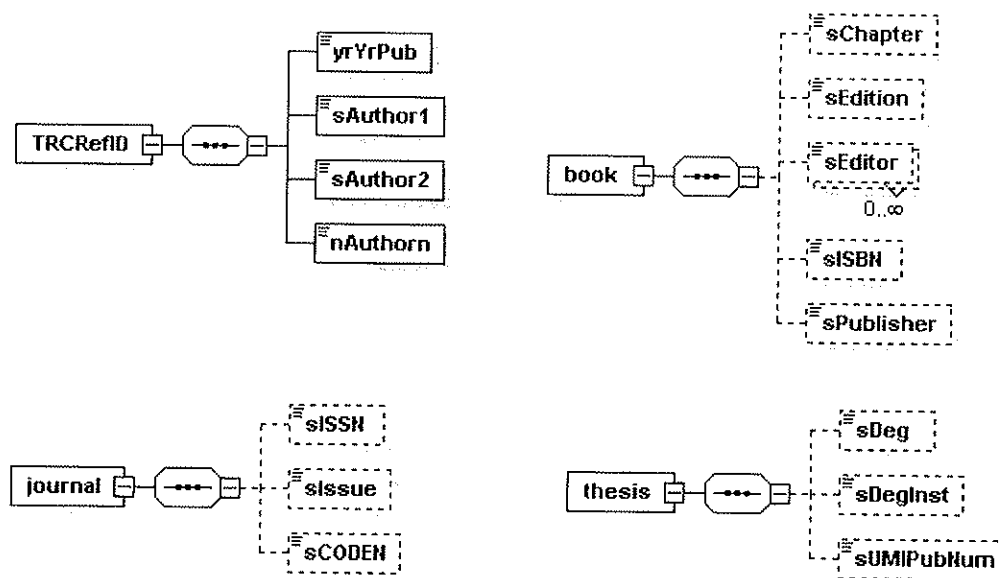 TRCRefID
yrYrPub
sAuthor1
sAuthor2
nAuthorn
book
sChapter
sEdition
sEditor
0..∞
sISBN
sPublisher
journal
sISSN
sIssue
sCODEN
thesis
sDeg
sDegInst
sUMIPubNum